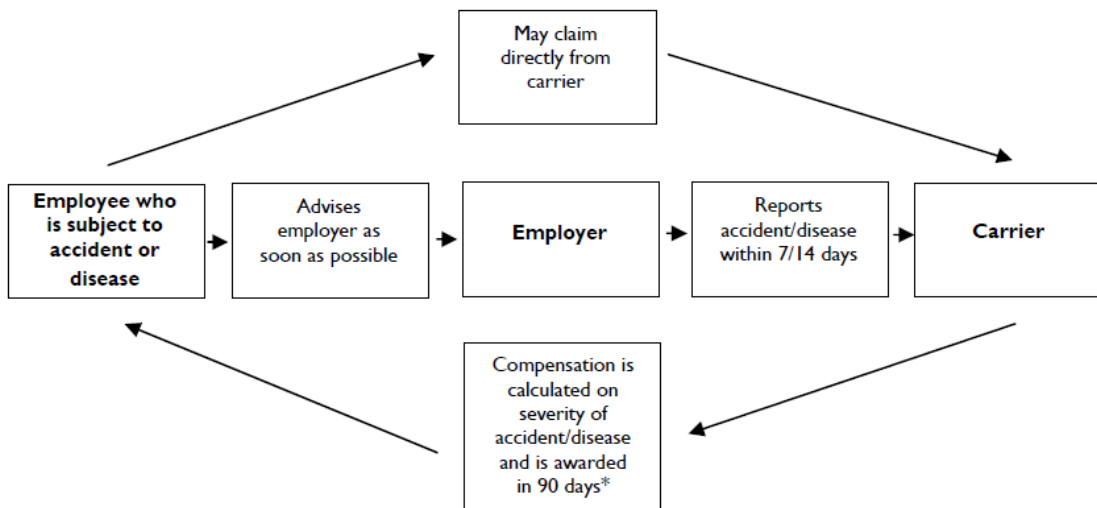 May claim
directly from
carrier
Employee who
is subject to
accident or
disease
Advises
employer as
soon as possible
Employer
Reports
accident/disease
within 7/14 days
Carrier
Compensation is
calculated on
severity of
accident/disease
and is awarded
in 90 days*